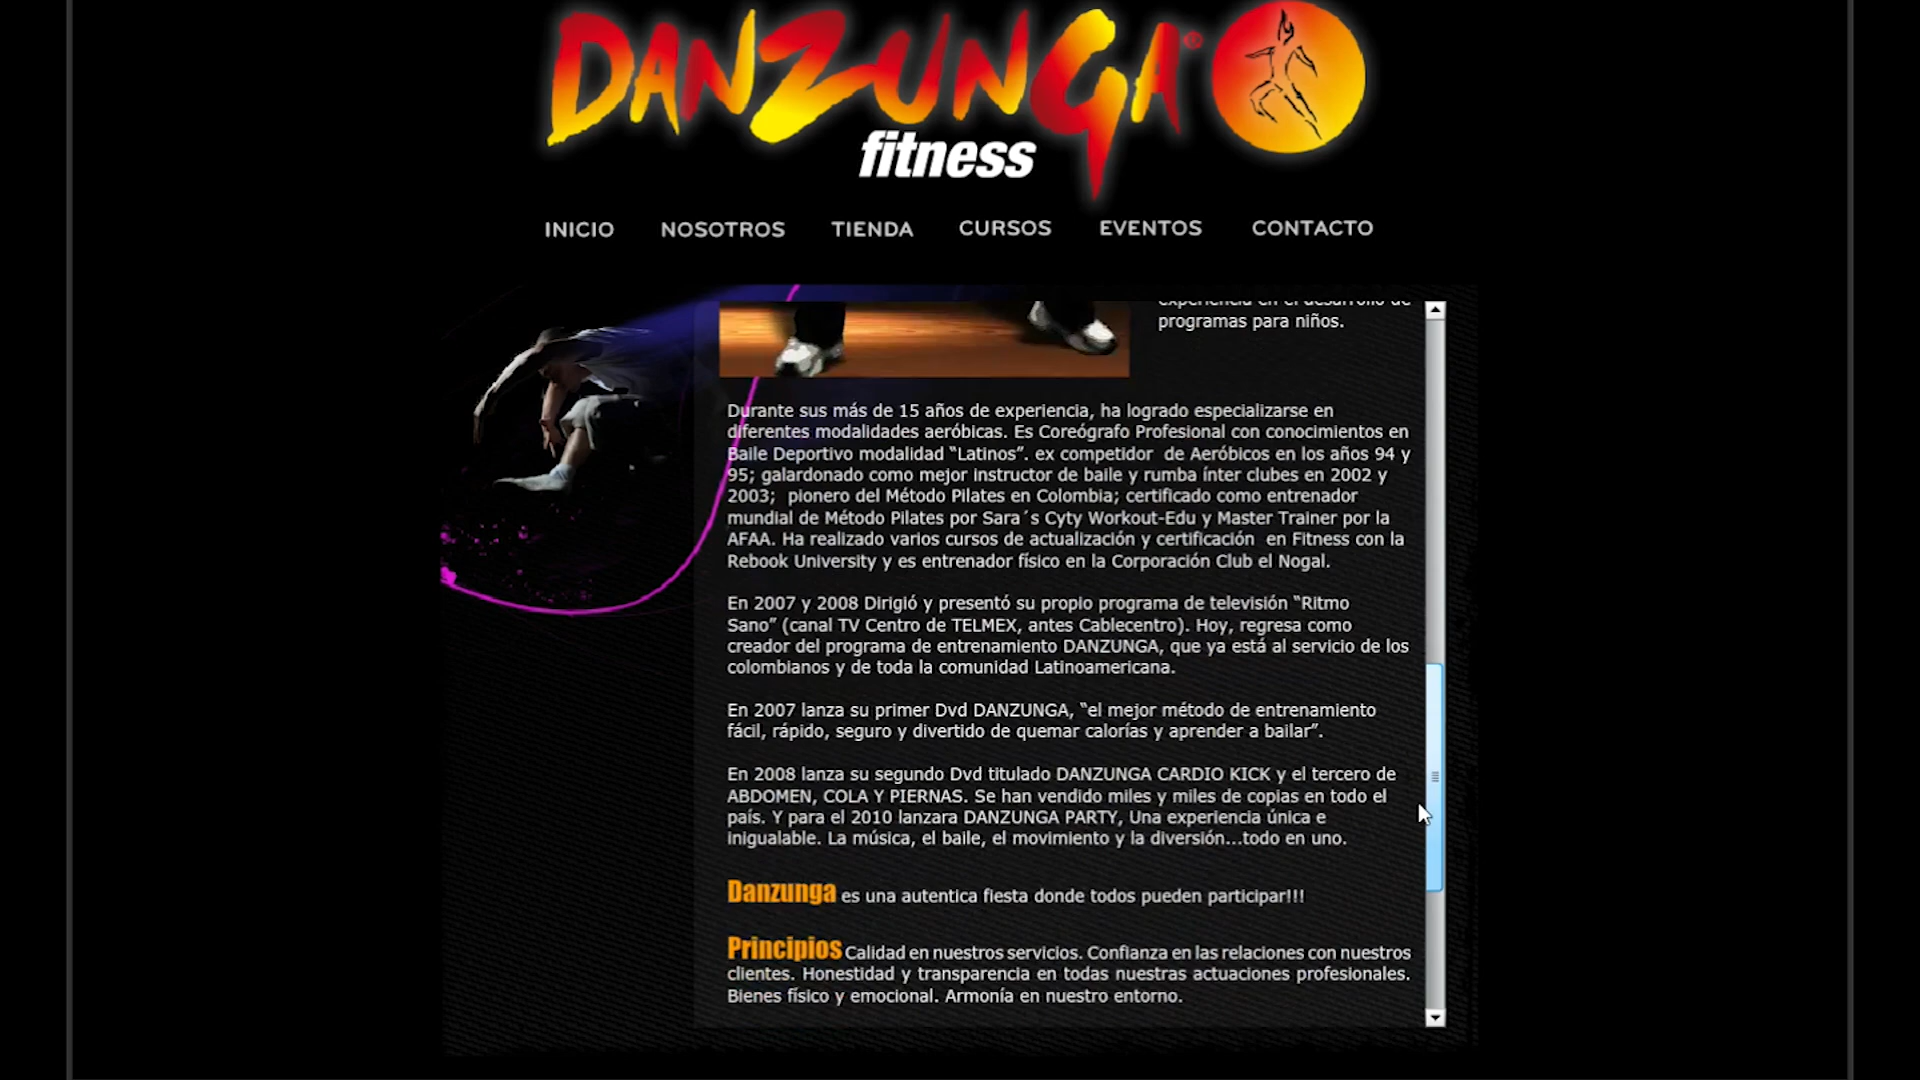 DANZUNGA®
fitness
INICIO NOSOTROS TIENDA CURSOS EVENTOS CONTACTO
experiencia en el desarrollo de
programas para niños.
Durante sus más de 15 años de experiencia, ha logrado especializarse en
diferentes modalidades aeróbicas. Es Coreógrafo Profesional con conocimientos en
Baile Deportivo modalidad “Latinos”. ex competidor de Aeróbicos en los años 94 y
95; galardonado como mejor instructor de baile y rumba ínter clubes en 2002 y
2003; pionero del Método Pilates en Colombia; certificado como entrenador
mundial de Método Pilates por Sara´s Cyty Workout-Edu y Master Trainer por la
AFAA. Ha realizado varios cursos de actualización y certificación en Fitness con la
Rebook University y es entrenador físico en la Corporación Club el Nogal.
En 2007 y 2008 Dirigió y presentó su propio programa de televisión “Ritmo
Sano” (canal TV Centro de TELMEX, antes Cablecentro). Hoy, regresa como
creador del programa de entrenamiento DANZUNGA, que ya está al servicio de los
colombianos y de toda la comunidad Latinoamericana.
En 2007 lanza su primer Dvd DANZUNGA, “el mejor método de entrenamiento
fácil, rápido, seguro y divertido de quemar calorías y aprender a bailar”.
En 2008 lanza su segundo Dvd titulado DANZUNGA CARDIO KICK y el tercero de
ABDOMEN, COLA Y PIERNAS. Se han vendido miles y miles de copias en todo el
país. Y para el 2010 lanzara DANZUNGA PARTY, Una experiencia única e
inigualable. La música, el baile, el movimiento y la diversión...todo en uno.
Danzunga es una autentica fiesta donde todos pueden participar!!!
Principios Calidad en nuestros servicios. Confianza en las relaciones con nuestros
clientes. Honestidad y transparencia en todas nuestras actuaciones profesionales.
Bienes físico y emocional. Armonía en nuestro entorno.